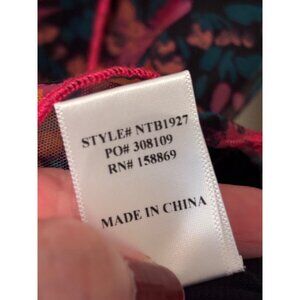 STYLE# NTB1927
PO# 308109
RN# 158869
MADE IN CHINA